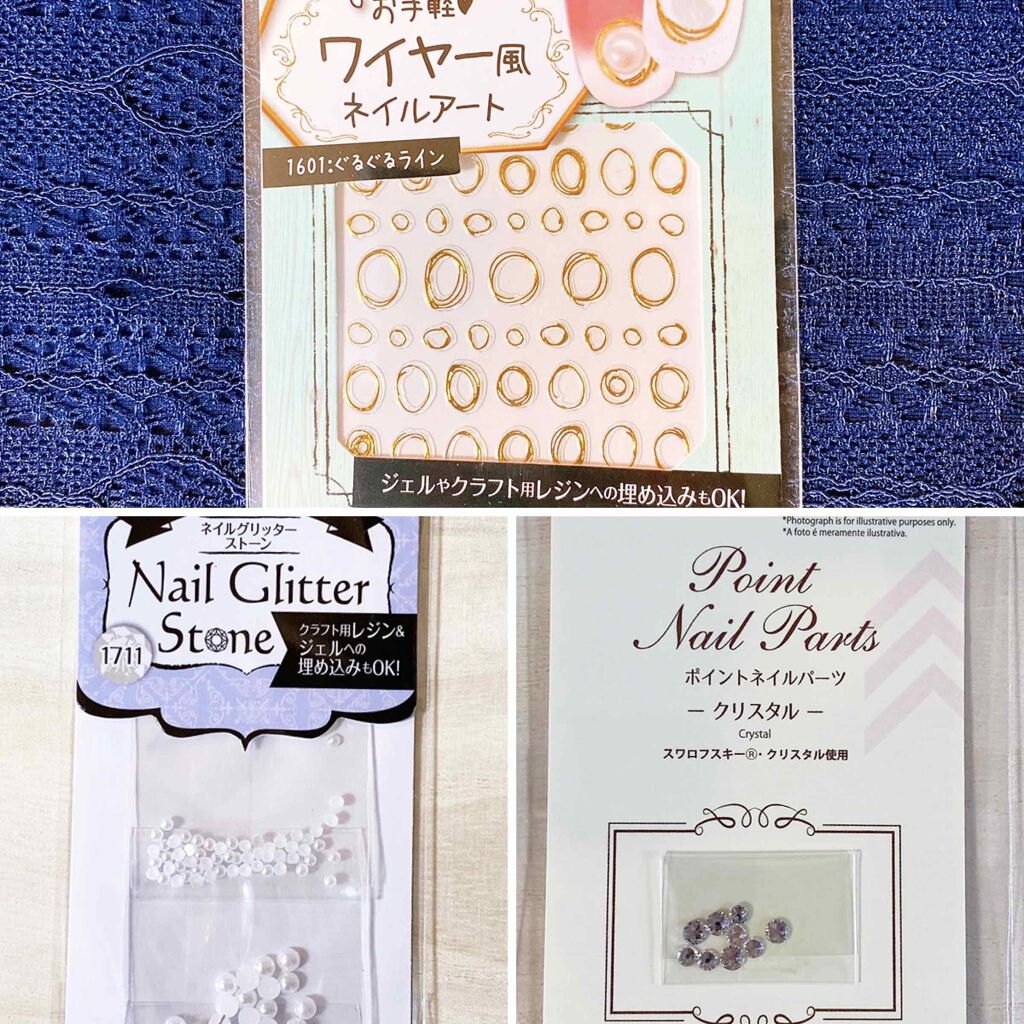 お手軽♥
ワイヤー風
ネイルアート
1601:ぐるぐるライン
ジェルやクラフト用レジンへの埋め込みもOK!
ネイルグリッター
ストーン
Nail Glitter
Stone
1711
クラフト用レジン&
ジェルへの
埋め込みもOK!
*Photograph is for illustrative purposes only.
*A foto é meramente ilustrativa.
Point
Nail Parts
ポイントネイルパーツ
ー クリスタル ー
Crystal
スワロフスキー®・クリスタル使用